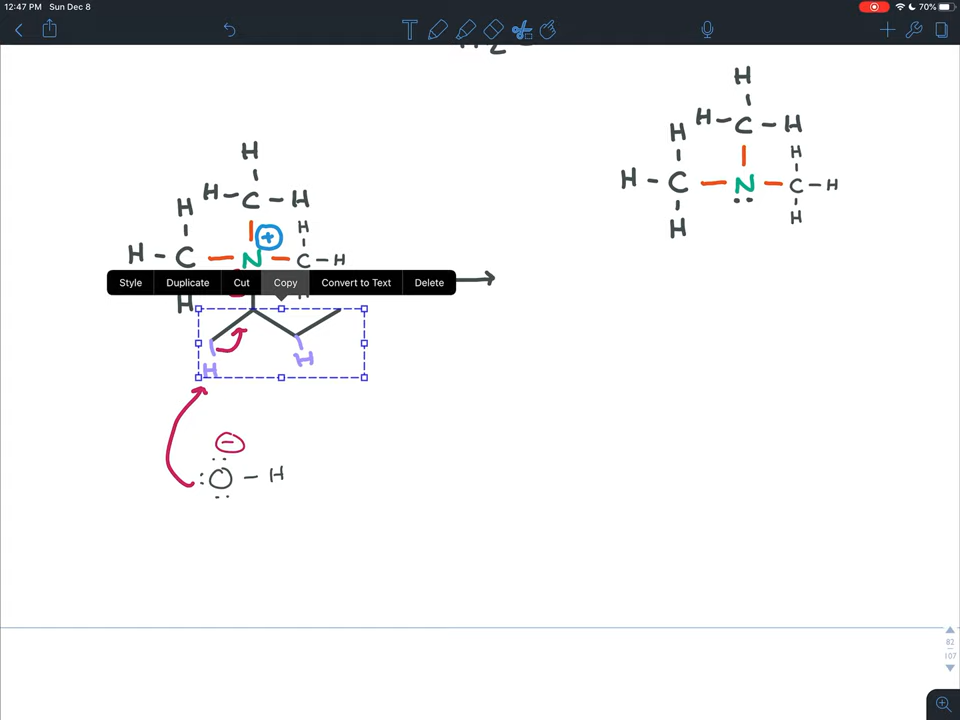 12:47 PM Sun Dec 8
70%
T
H
H – C – H
H H
H – C – N – C – H
H H
H
H – C – H
H + H
H – C – N – C – H
Style Duplicate Cut Copy Convert to Text Delete
H
H H
−
:O – H
82
107